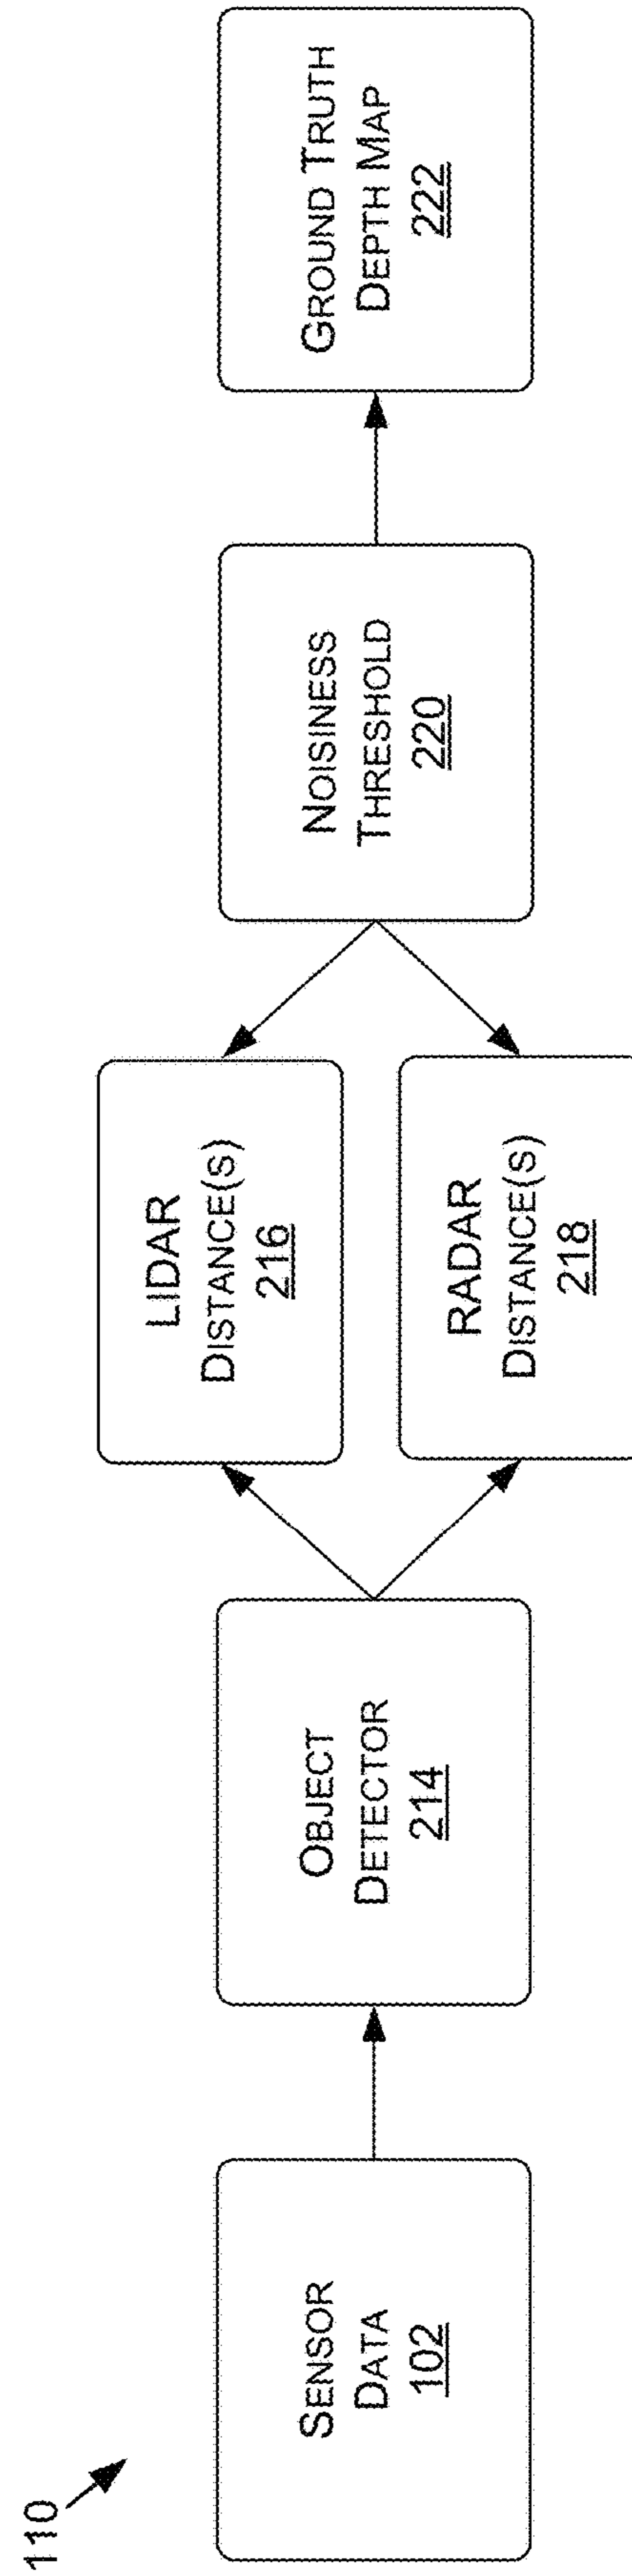 110
SENSOR
DATA
102
OBJECT
DETECTOR
214
LIDAR
DISTANCE(S)
216
RADAR
DISTANCE(S)
218
NOISINESS
THRESHOLD
220
GROUND TRUTH
DEPTH MAP
222